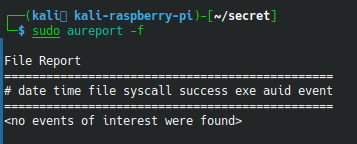 ┌──(kali㉿kali-raspberry-pi)-[~/secret]
└─$ sudo aureport -f
File Report
===============================================
# date time file syscall success exe auid event
===============================================
<no events of interest were found>